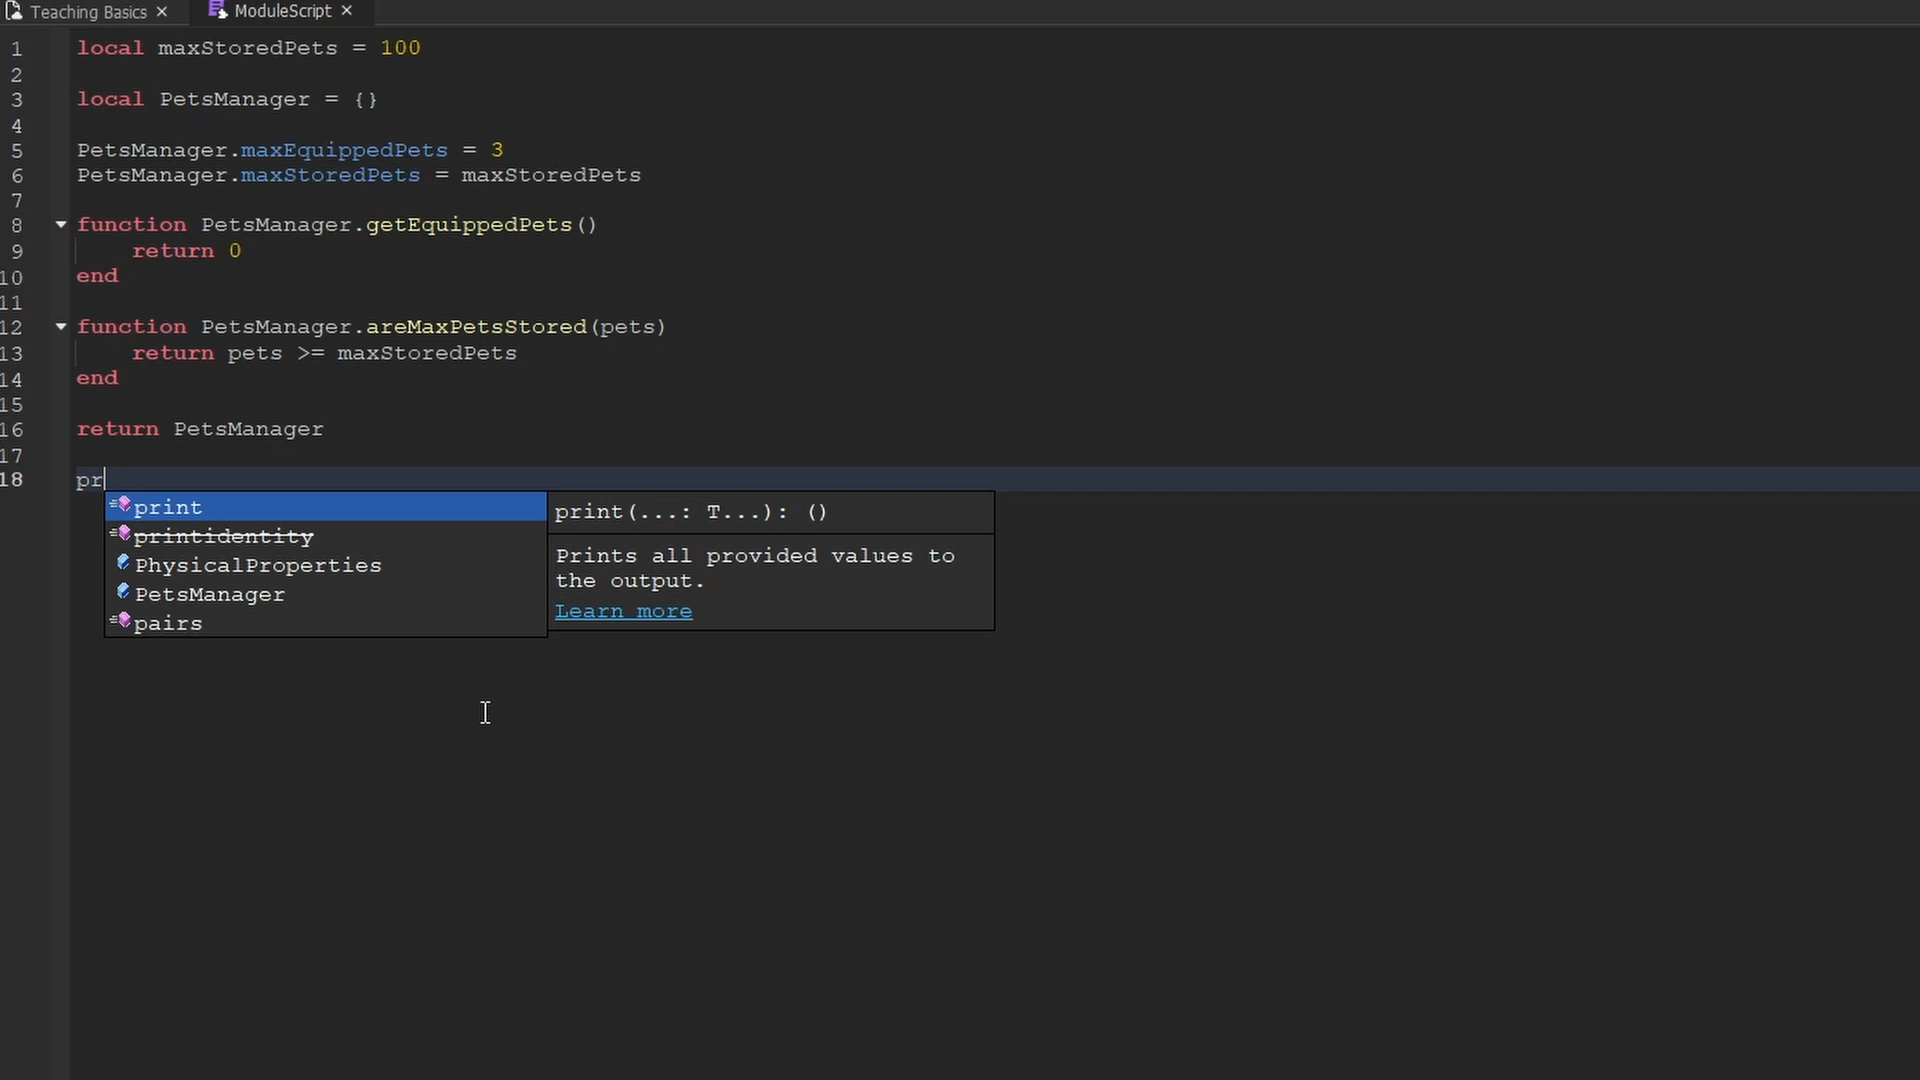 Teaching Basics × ModuleScript ×
1 local maxStoredPets = 100
2
3 local PetsManager = {}
4
5 PetsManager.maxEquippedPets = 3
6 PetsManager.maxStoredPets = maxStoredPets
7
8 function PetsManager.getEquippedPets()
9 return 0
10 end
11
12 function PetsManager.areMaxPetsStored(pets)
13 return pets >= maxStoredPets
14 end
15
16 return PetsManager
17
18 pr
print
printidentity
PhysicalProperties
PetsManager
pairs
print(...: T...): ()
Prints all provided values to
the output.
Learn more